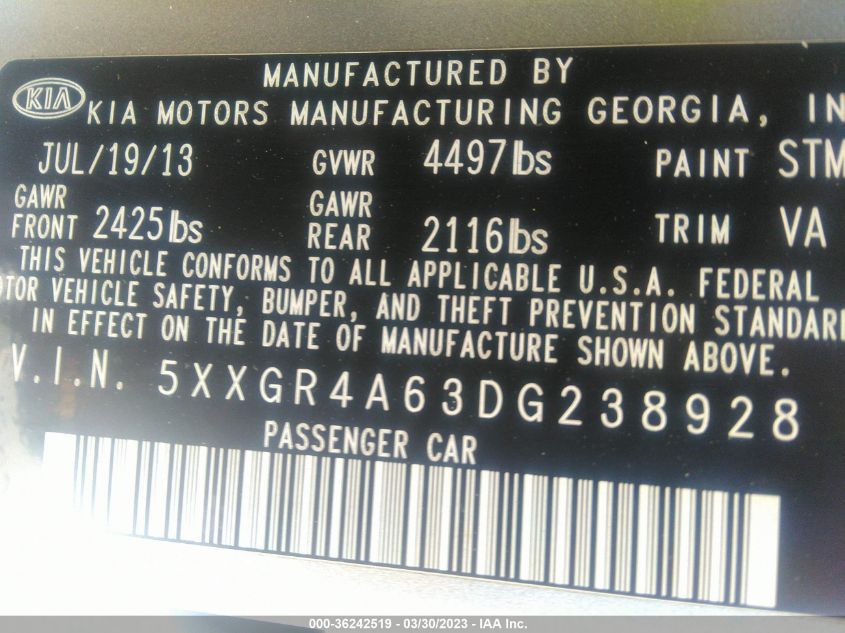 MANUFACTURED BY
KIA KIA MOTORS MANUFACTURING GEORGIA, IN
JUL/19/13 GVWR 4497lbs PAINT STM
GAWR FRONT 2425lbs GAWR REAR 2116lbs TRIM VA
THIS VEHICLE CONFORMS TO ALL APPLICABLE U.S.A. FEDERAL
OTOR VEHICLE SAFETY, BUMPER, AND THEFT PREVENTION STANDAR
IN EFFECT ON THE DATE OF MANUFACTURE SHOWN ABOVE.
V.I.N. 5XXGR4A63DG238928
PASSENGER CAR
000-36242519 - 03/30/2023 - IAA Inc.